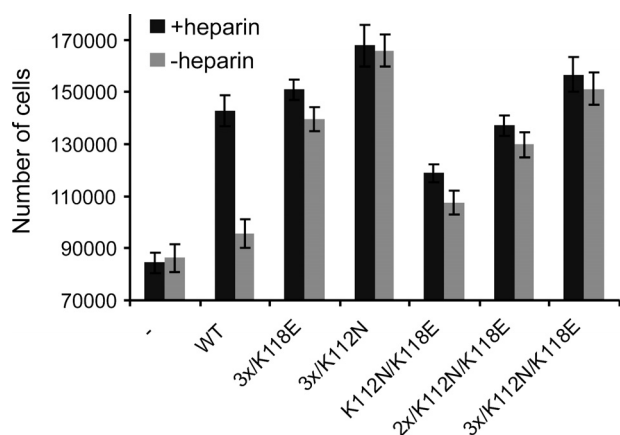 +heparin
-heparin
Number of cells
170000
150000
130000
110000
90000
70000
-
WT
3x/K118E
3x/K112N
K112N/K118E
2x/K112N/K118E
3x/K112N/K118E